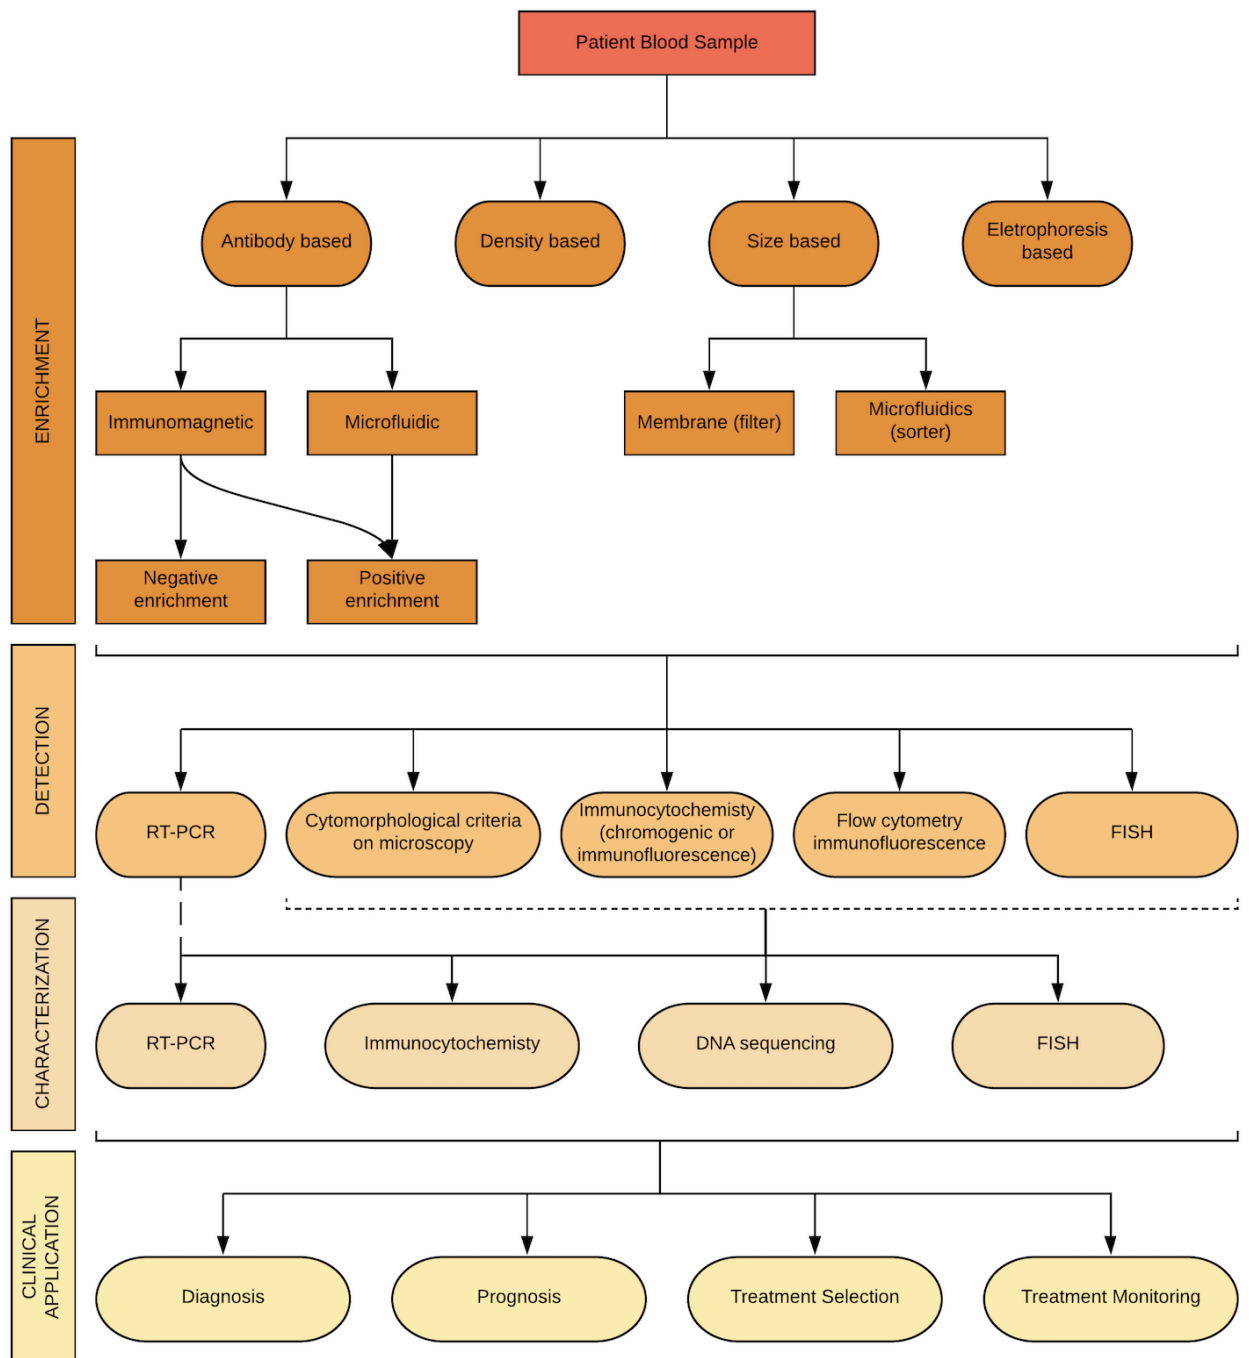 Patient Blood Sample
ENRICHMENT
Antibody based
Density based
Size based
Eletrophoresis
based
Immunomagnetic
Microfluidic
Membrane (filter)
Microfluidics
(sorter)
Negative
enrichment
Positive
enrichment
DETECTION
RT-PCR
Cytomorphological criteria
on microscopy
Immunocytochemisty
(chromogenic or
immunofluorescence)
Flow cytometry
immunofluorescence
FISH
CHARACTERIZATION
RT-PCR
Immunocytochemisty
DNA sequencing
FISH
CLINICAL
APPLICATION
Diagnosis
Prognosis
Treatment Selection
Treatment Monitoring